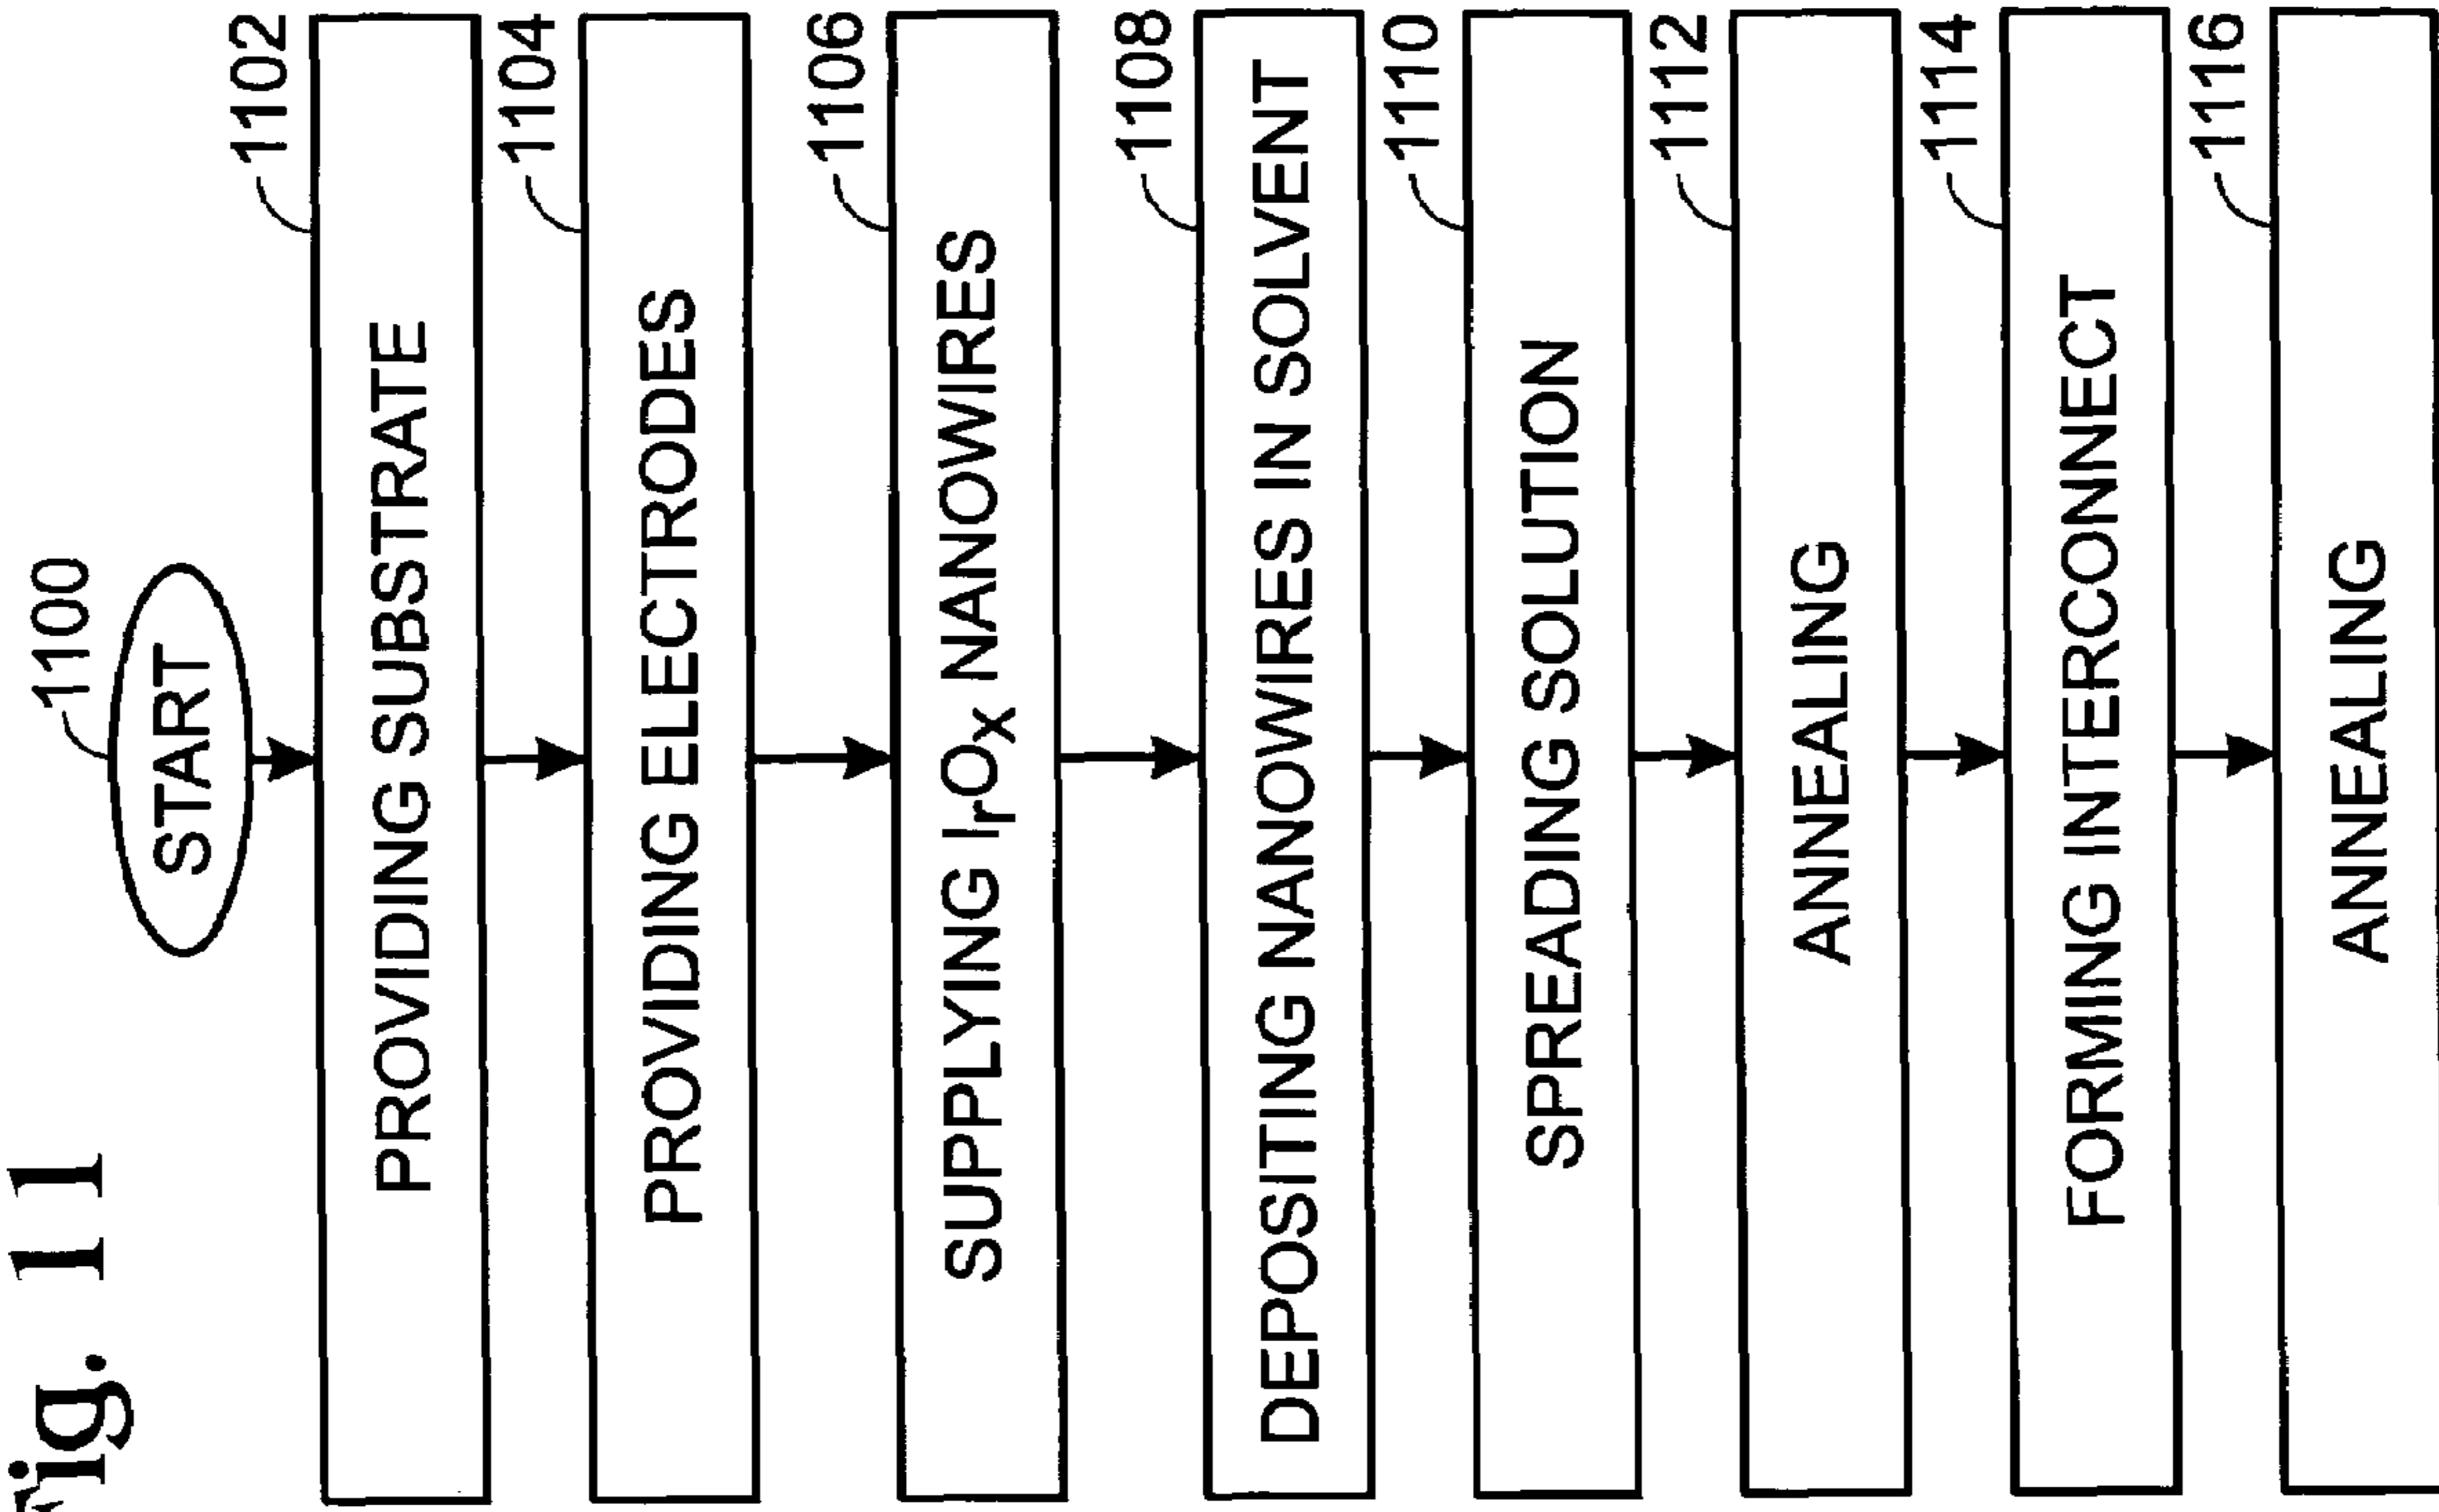 Fig. 11
1100
START
1102
PROVIDING SUBSTRATE
1104
PROVIDING ELECTRODES
1106
SUPPLYING IrOX NANOWIRES
1108
DEPOSITING NANOWIRES IN SOLVENT
1110
SPREADING SOLUTION
1112
ANNEALING
1114
FORMING INTERCONNECT
1116
ANNEALING